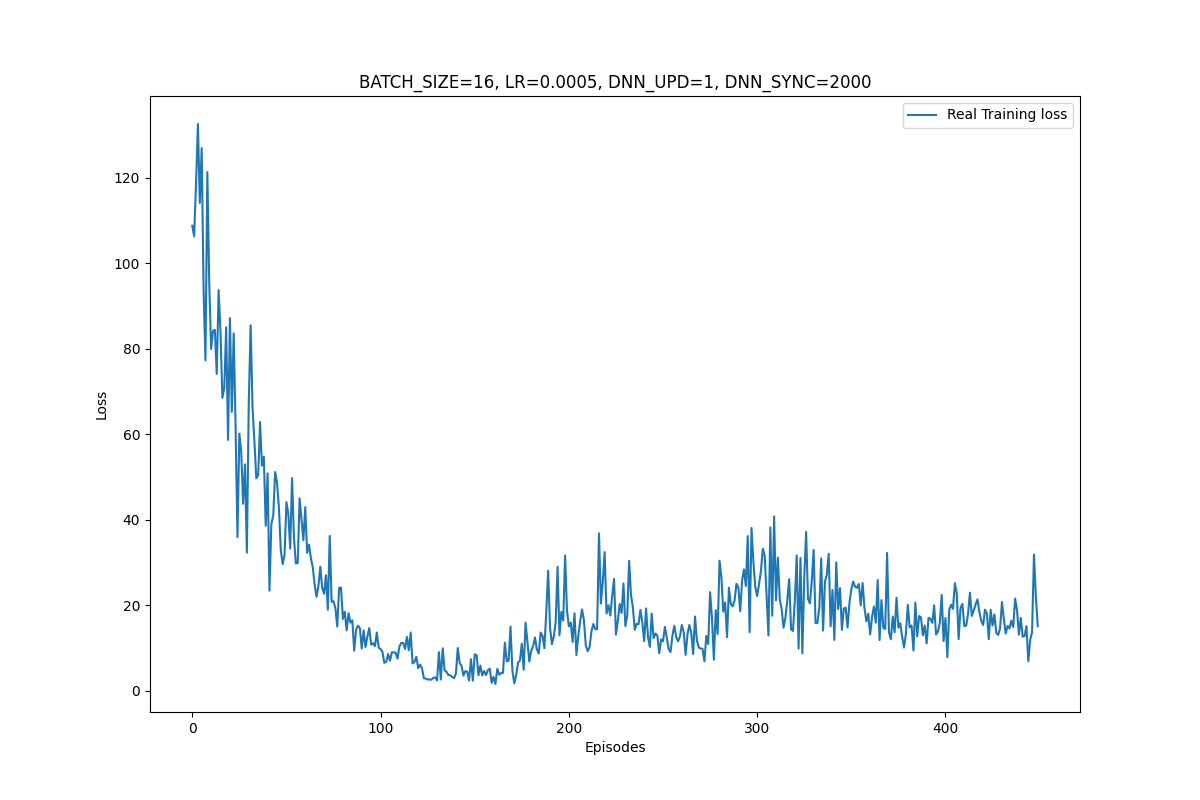 BATCH_SIZE=16, LR=0.0005, DNN_UPD=1, DNN_SYNC=2000
Real Training loss
120
100
80
60
40
20
0
Loss
0 100 200 300 400
Episodes